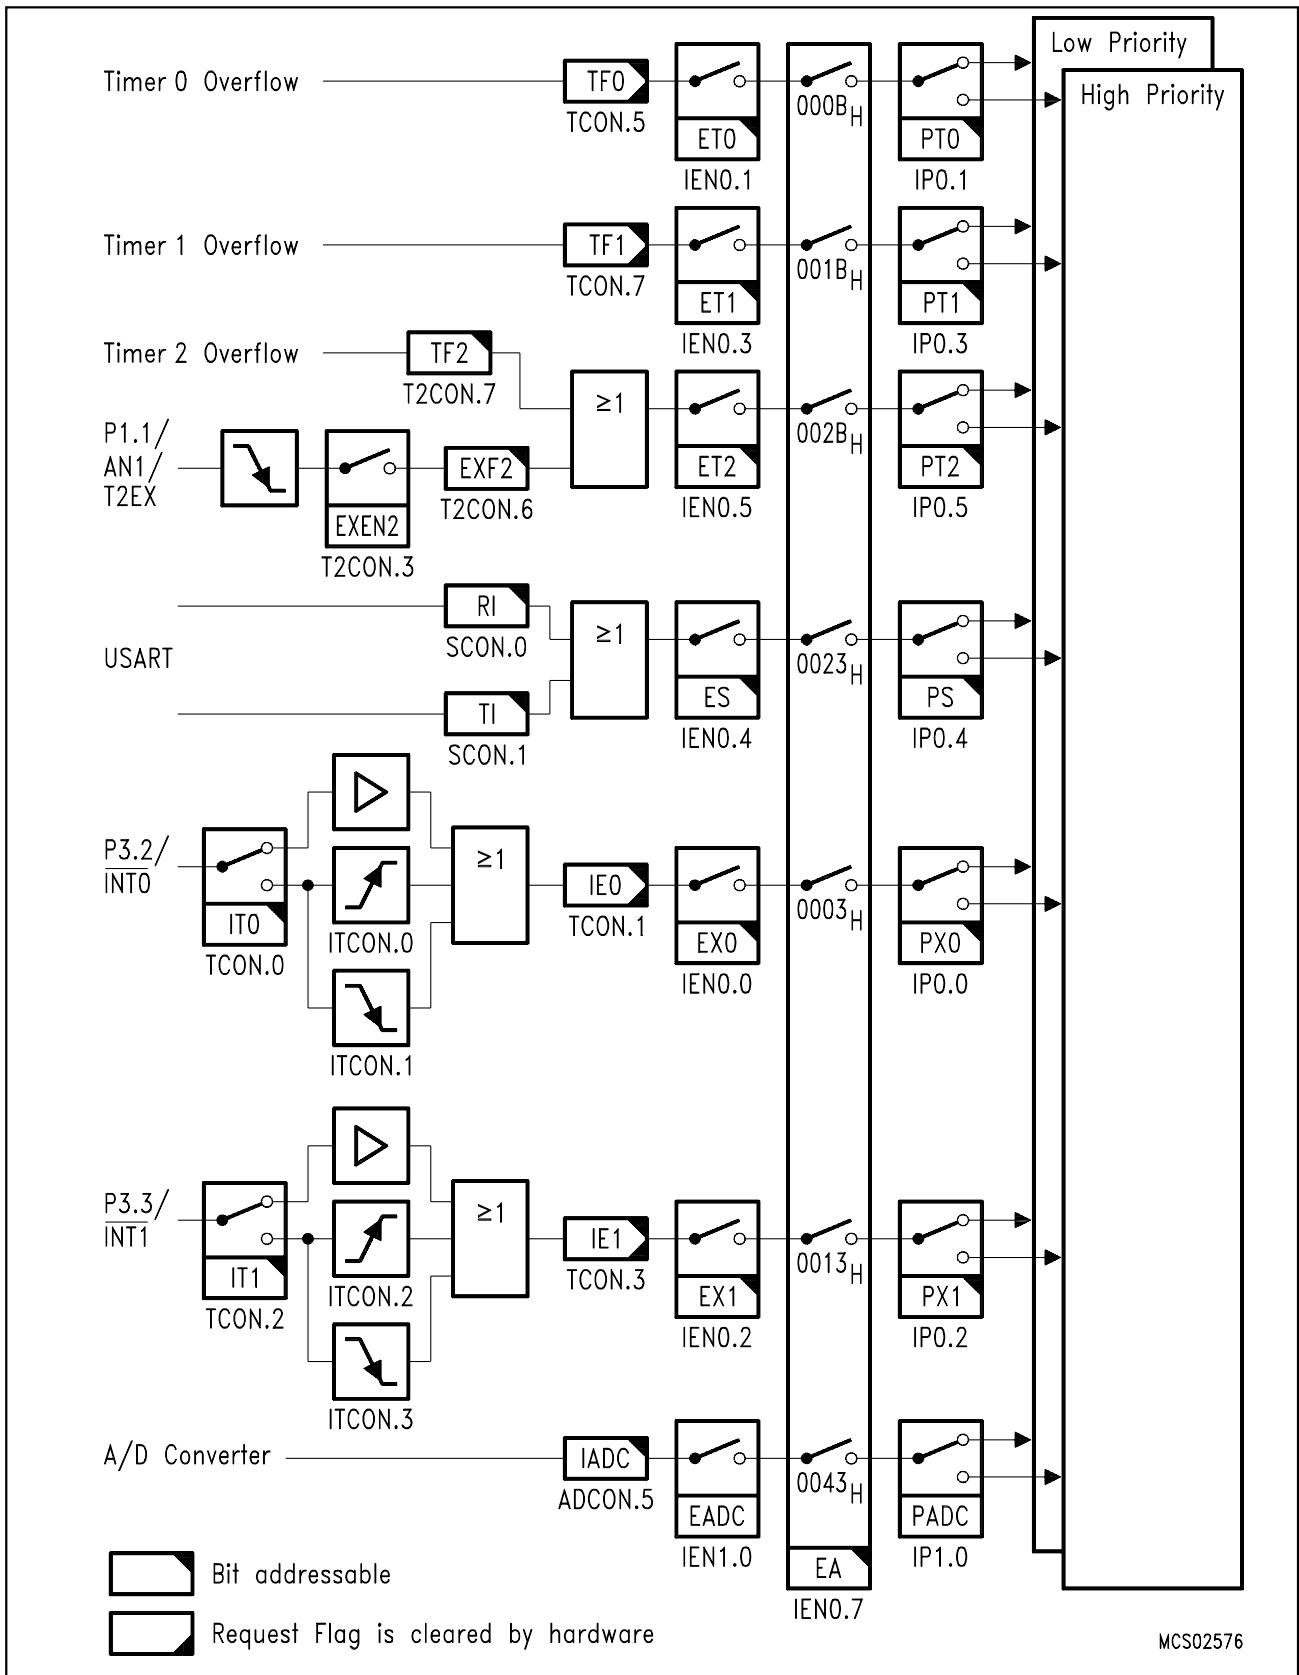 Low Priority
High Priority
Timer 0 Overflow
TF0
TCON.5
ET0
IEN0.1
000BH
PT0
IP0.1
Timer 1 Overflow
TF1
TCON.7
ET1
IEN0.3
001BH
PT1
IP0.3
Timer 2 Overflow
TF2
T2CON.7
P1.1/
AN1/
T2EX
EXEN2
T2CON.3
EXF2
T2CON.6
≥1
ET2
IEN0.5
002BH
PT2
IP0.5
USART
RI
SCON.0
TI
SCON.1
≥1
ES
IEN0.4
0023H
PS
IP0.4
P3.2/
INT0
IT0
TCON.0
ITCON.0
ITCON.1
≥1
IE0
TCON.1
EX0
IEN0.0
0003H
PX0
IP0.0
P3.3/
INT1
IT1
TCON.2
ITCON.2
ITCON.3
≥1
IE1
TCON.3
EX1
IEN0.2
0013H
PX1
IP0.2
A/D Converter
IADC
ADCON.5
EADC
IEN1.0
0043H
PADC
IP1.0
EA
IEN0.7
Bit addressable
Request Flag is cleared by hardware
MCS02576